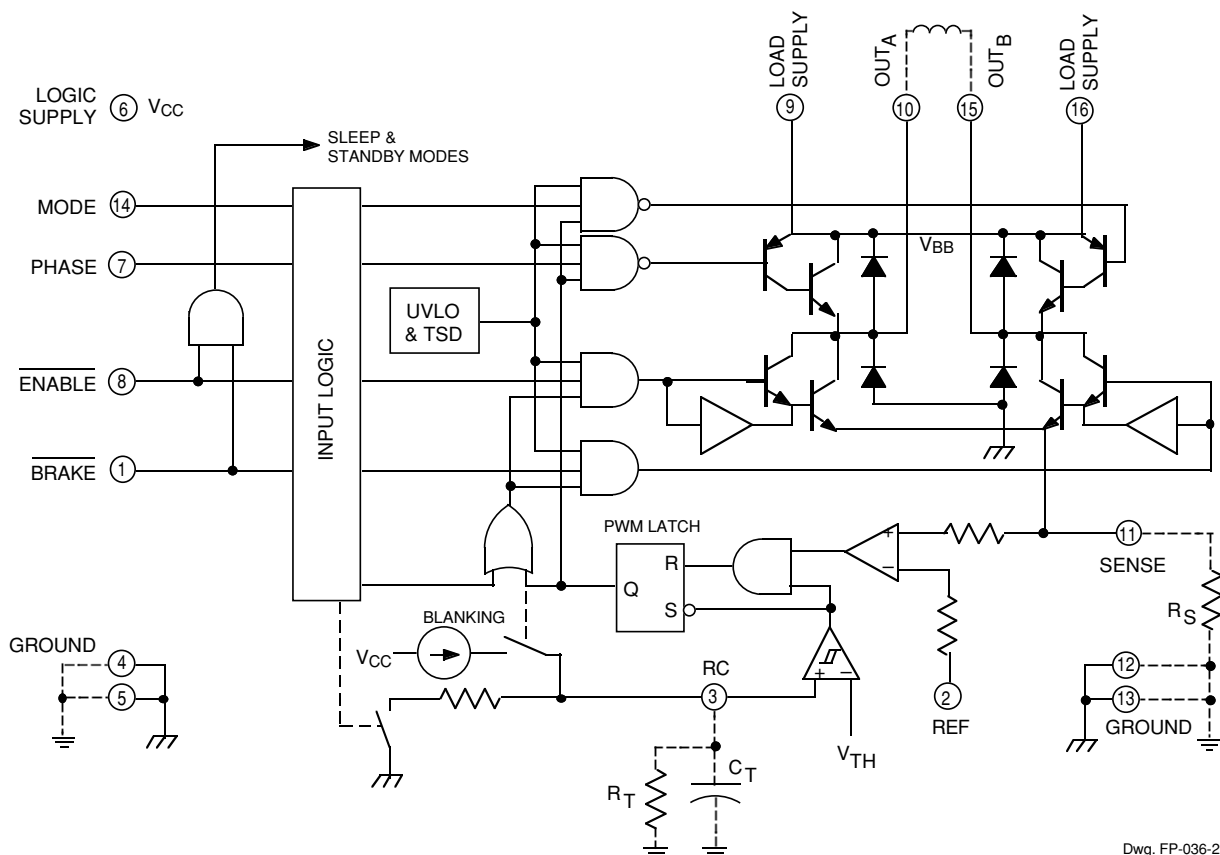 LOAD
SUPPLY
9
OUTA
10
OUTB
15
LOAD
SUPPLY
16
LOGIC
SUPPLY
6
VCC
SLEEP &
STANDBY MODES
MODE
14
PHASE
7
ENABLE
8
BRAKE
1
INPUT LOGIC
UVLO
& TSD
VBB
PWM LATCH
R
Q
S
+
–
11
SENSE
RS
BLANKING
VCC
GROUND
4
5
RC
3
+
–
VTH
2
REF
12
13
GROUND
RT
CT
Dwg. FP-036-2